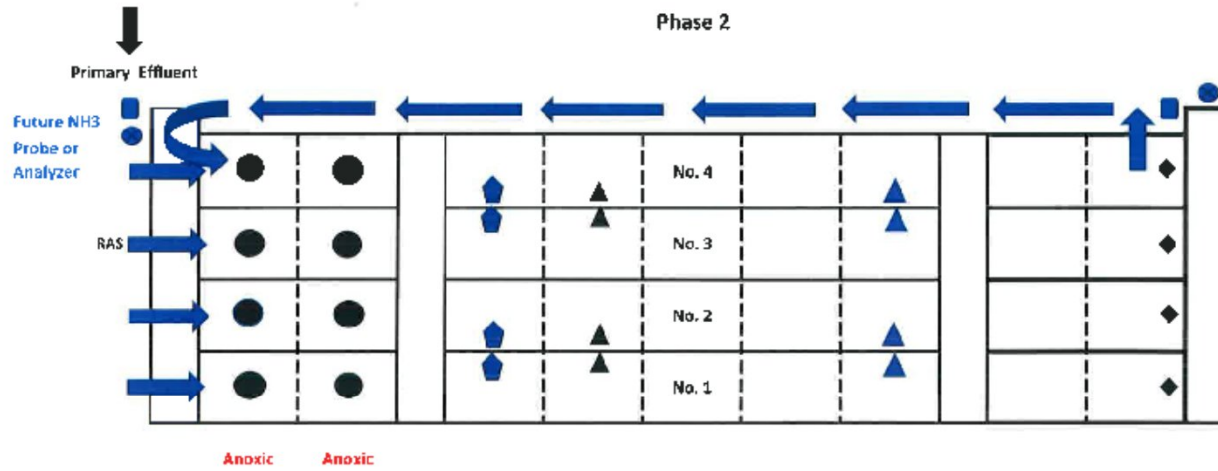 Phase 2
Primary Effluent
Future NH3
Probe or
Analyzer
No. 4
RAS
No. 3
No. 2
No. 1
Anoxic
Anoxic